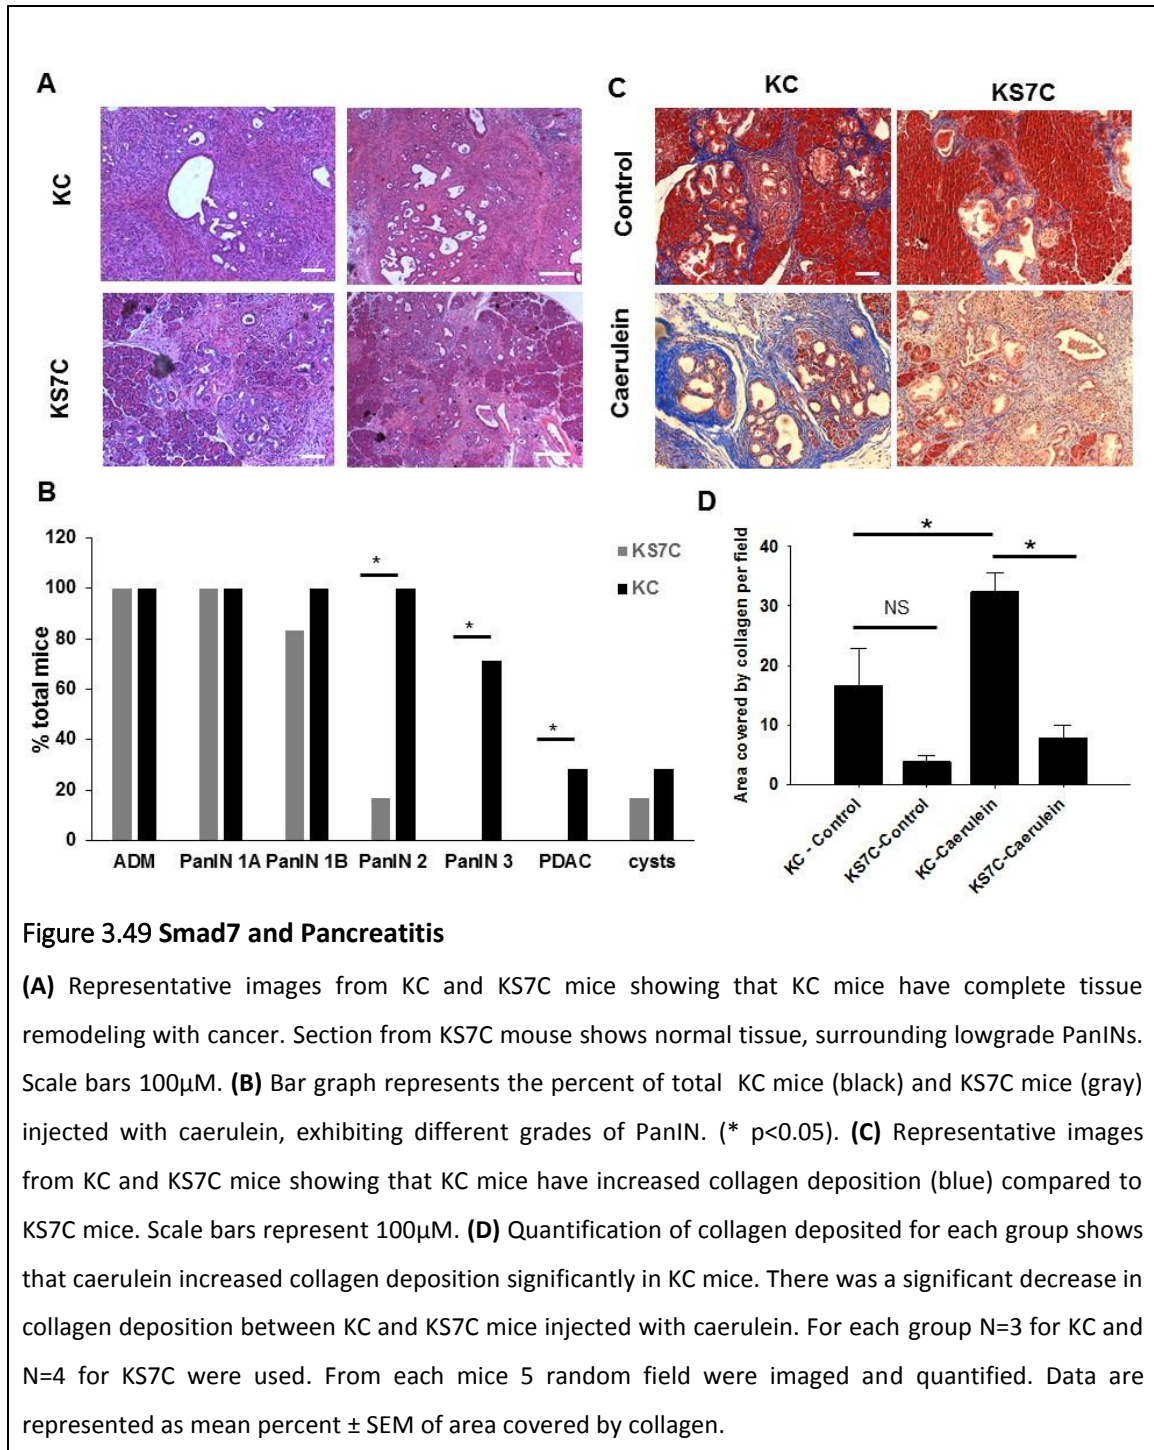 A
C
KC
KS7C
KC
Control
KS7C
Caerulein
B
120
100
80
60
40
20
0
% total mice
*
*
*
KS7C
KC
ADM
PanIN 1A
PanIN 1B
PanIN 2
PanIN 3
PDAC
cysts
D
Area covered by collagen per field
40
30
20
10
0
*
*
NS
KC - Control
KS7C-Control
KC-Caerulein
KS7C-Caerulein
Figure 3.49 Smad7 and Pancreatitis
(A) Representative images from KC and KS7C mice showing that KC mice have complete tissue
remodeling with cancer. Section from KS7C mouse shows normal tissue, surrounding lowgrade PanINs.
Scale bars 100μM. (B) Bar graph represents the percent of total KC mice (black) and KS7C mice (gray)
injected with caerulein, exhibiting different grades of PanIN. (* p<0.05). (C) Representative images
from KC and KS7C mice showing that KC mice have increased collagen deposition (blue) compared to
KS7C mice. Scale bars represent 100μM. (D) Quantification of collagen deposited for each group shows
that caerulein increased collagen deposition significantly in KC mice. There was a significant decrease in
collagen deposition between KC and KS7C mice injected with caerulein. For each group N=3 for KC and
N=4 for KS7C were used. From each mice 5 random field were imaged and quantified. Data are
represented as mean percent ± SEM of area covered by collagen.